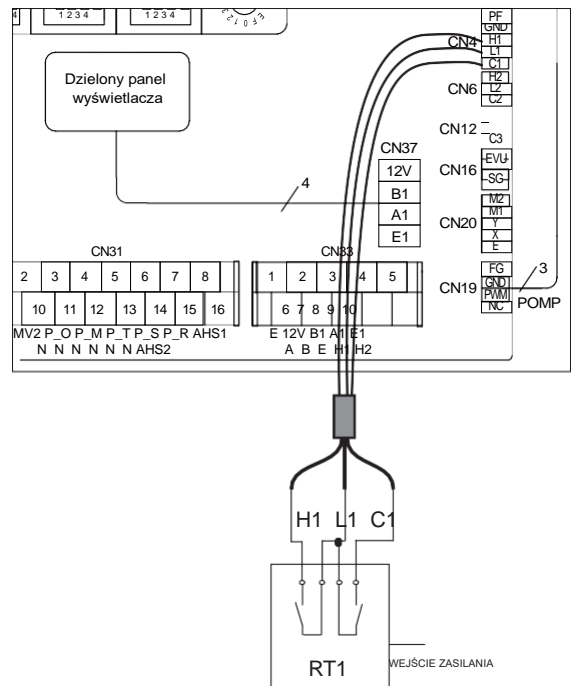 1 2 3 4
1 2 3 4
E F 0 1 2 3
PF
GND
CN4
H1
L1
C1
CN6
H2
L2
C2
CN12
C3
CN16
EVU
SG
CN20
M2
M1
Y
X
E
CN19
FG
GND
PWM
NC
3
POMP
Dzielony panel
wyświetlacza
4
CN37
12V
B1
A1
E1
CN31
2 3 4 5 6 7 8
10 11 12 13 14 15 16
MV2 P_O P_M P_T P_S P_R AHS1
N N N N N AHS2
CN33
1 2 3 4 5
6 7 8 9 10
E 12V B1 A1 E1
A B E H1 H2
H1 L1 C1
RT1
WEJŚCIE ZASILANIA